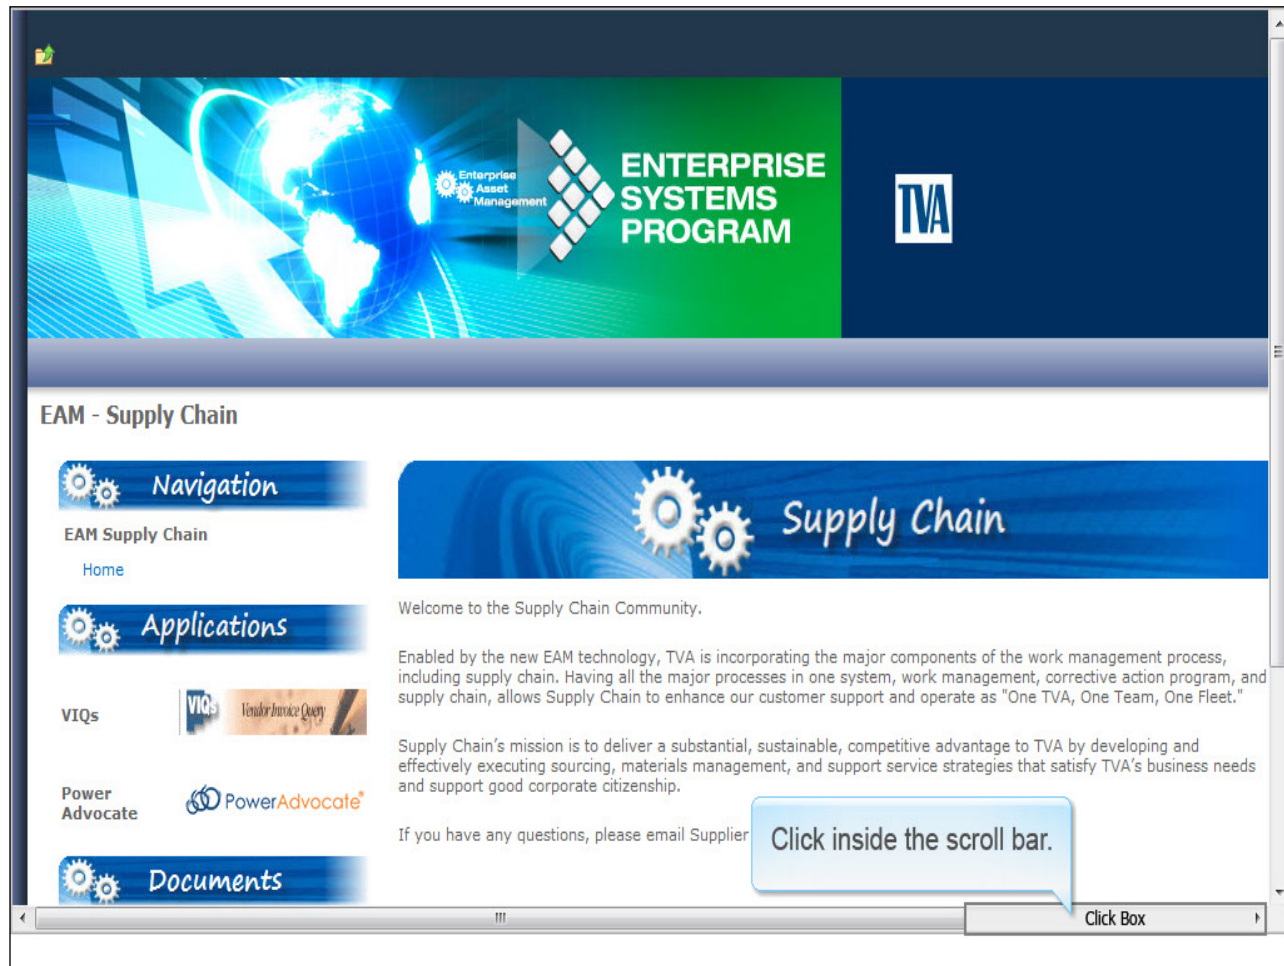 Enterprise
Asset
Management
ENTERPRISE
SYSTEMS
PROGRAM
TVA
EAM - Supply Chain
Navigation
EAM Supply Chain
Home
Applications
VIQs
VIQs Vendor Invoice Query
Power
Advocate
PowerAdvocate®
Documents
Supply Chain
Welcome to the Supply Chain Community.
Enabled by the new EAM technology, TVA is incorporating the major components of the work management process,
including supply chain. Having all the major processes in one system, work management, corrective action program, and
supply chain, allows Supply Chain to enhance our customer support and operate as "One TVA, One Team, One Fleet."
Supply Chain's mission is to deliver a substantial, sustainable, competitive advantage to TVA by developing and
effectively executing sourcing, materials management, and support service strategies that satisfy TVA's business needs
and support good corporate citizenship.
If you have any questions, please email Supplier
Click inside the scroll bar.
Click Box